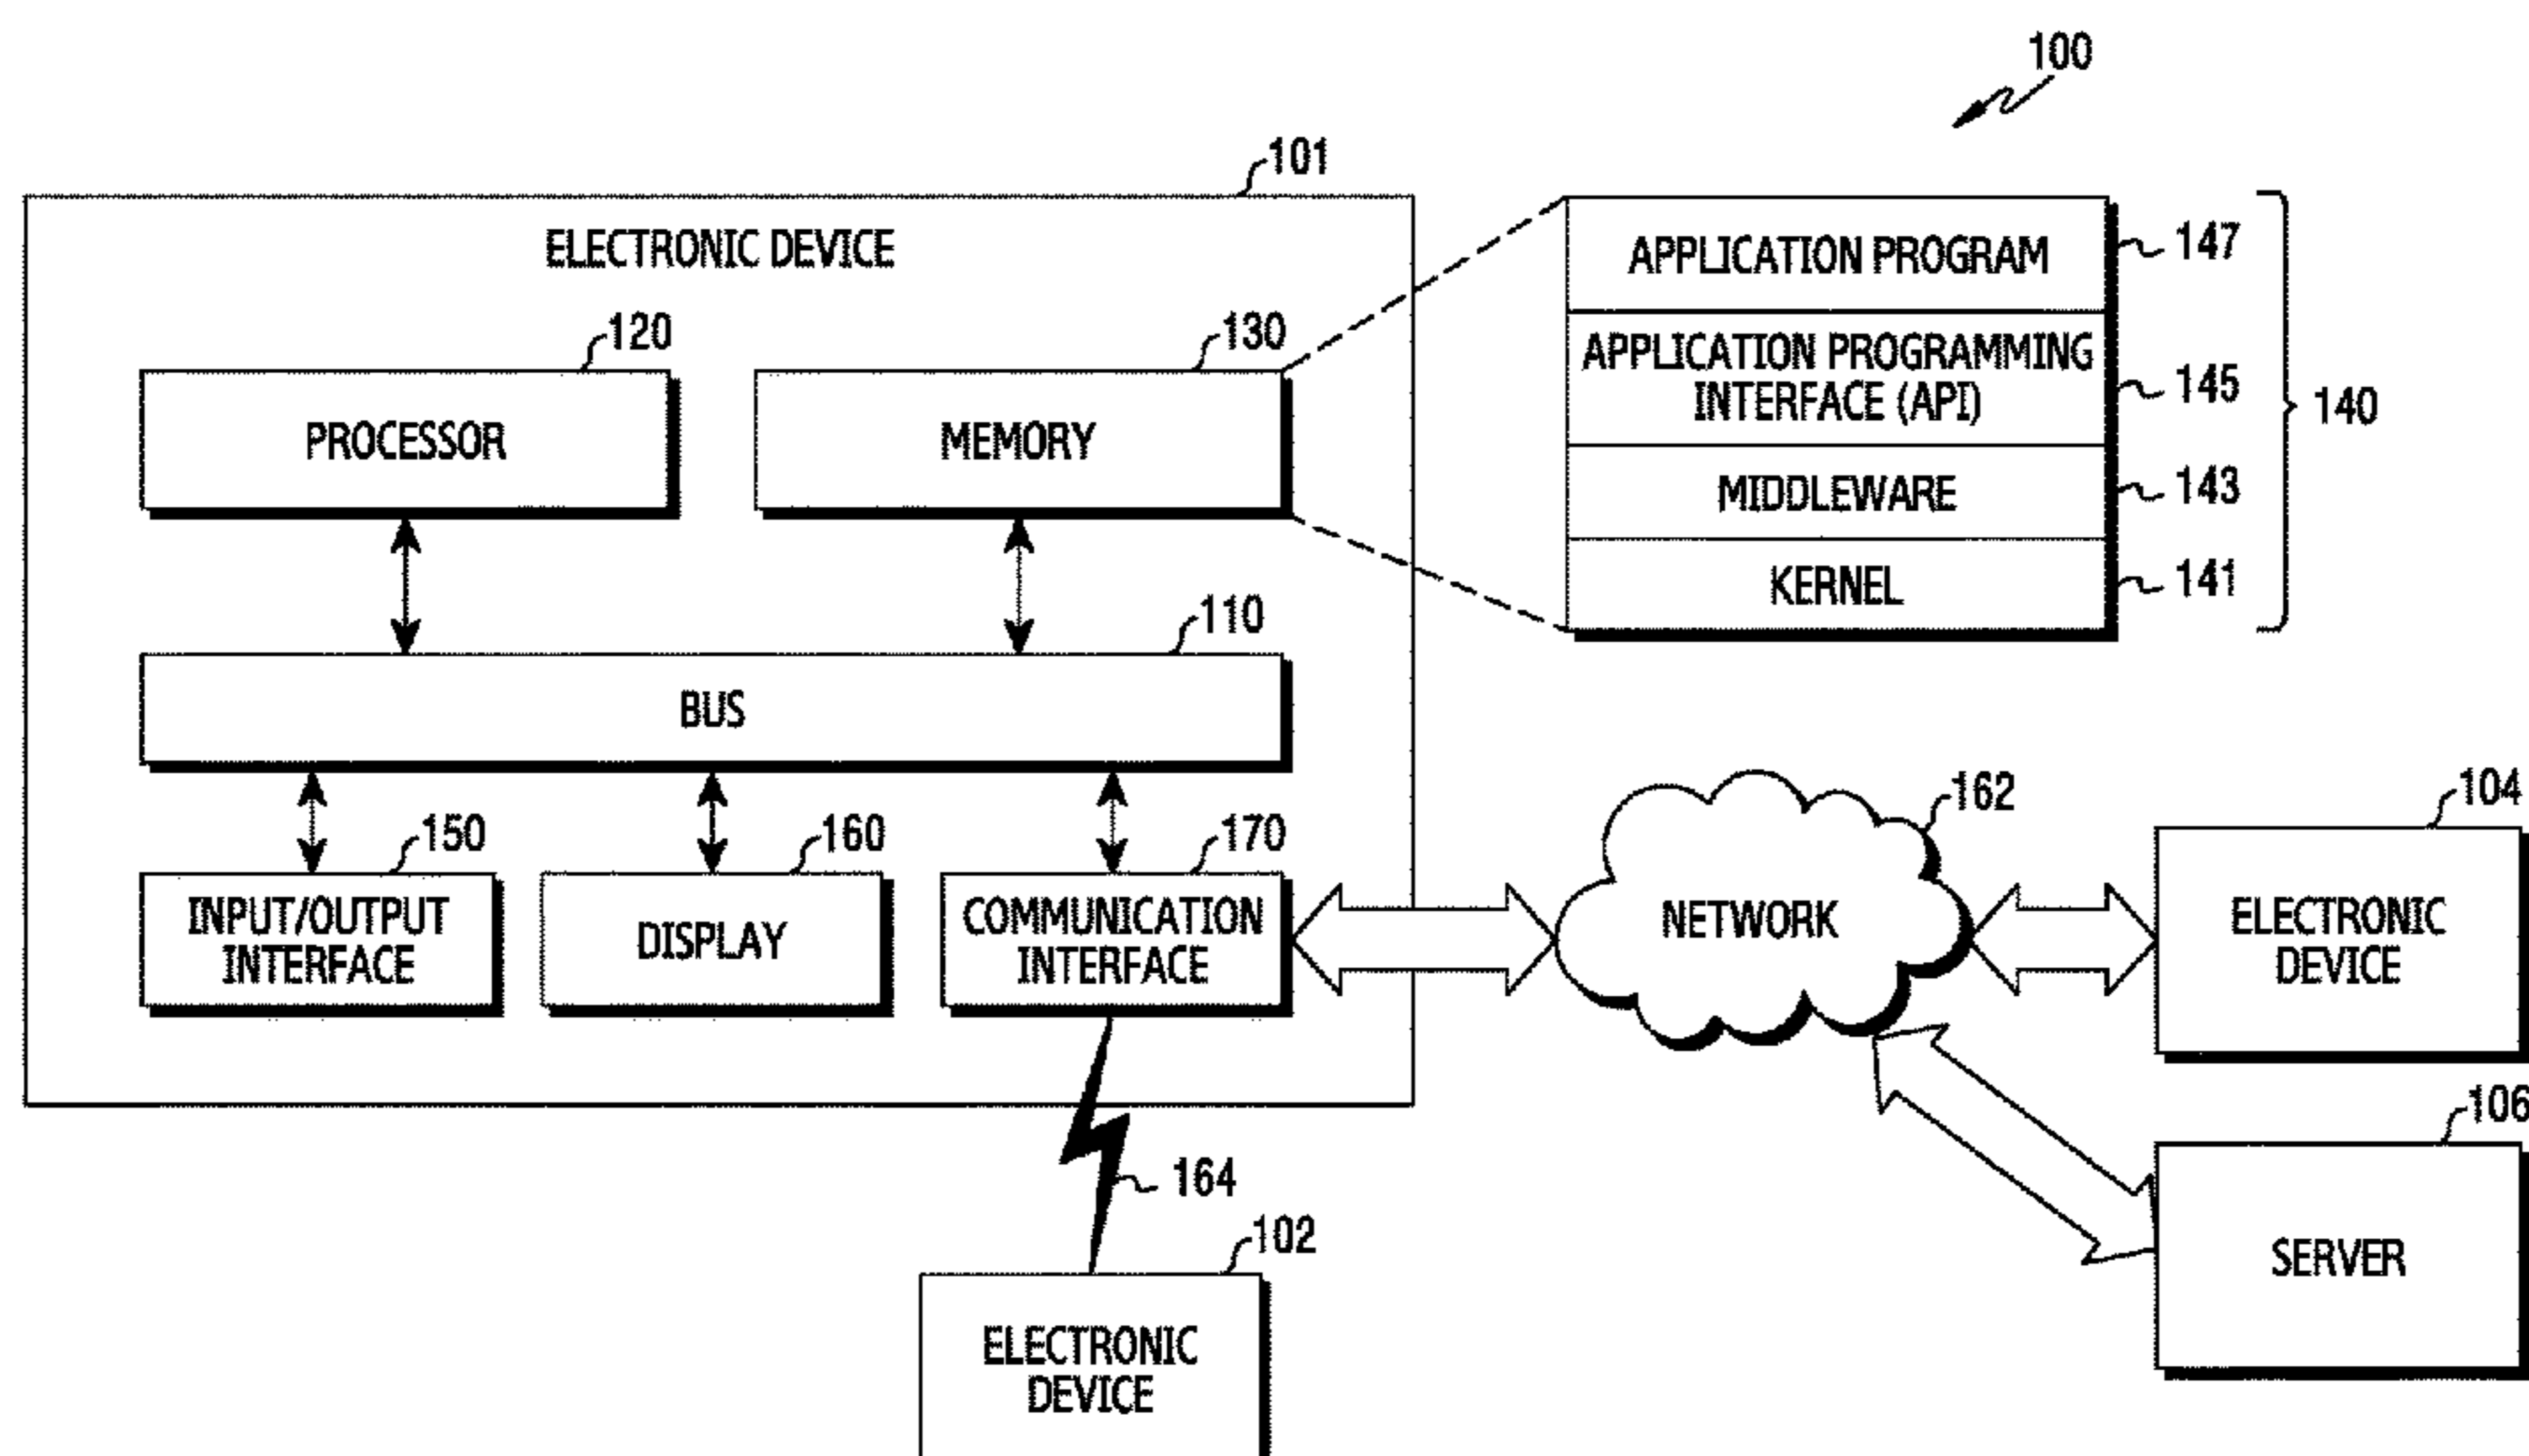 100
101
ELECTRONIC DEVICE
120
PROCESSOR
130
MEMORY
APPLICATION PROGRAM
147
APPLICATION PROGRAMMING
INTERFACE (API)
145
MIDDLEWARE
143
KERNEL
141
140
110
BUS
150
INPUT/OUTPUT
INTERFACE
160
DISPLAY
170
COMMUNICATION
INTERFACE
162
NETWORK
104
ELECTRONIC
DEVICE
106
SERVER
164
102
ELECTRONIC
DEVICE